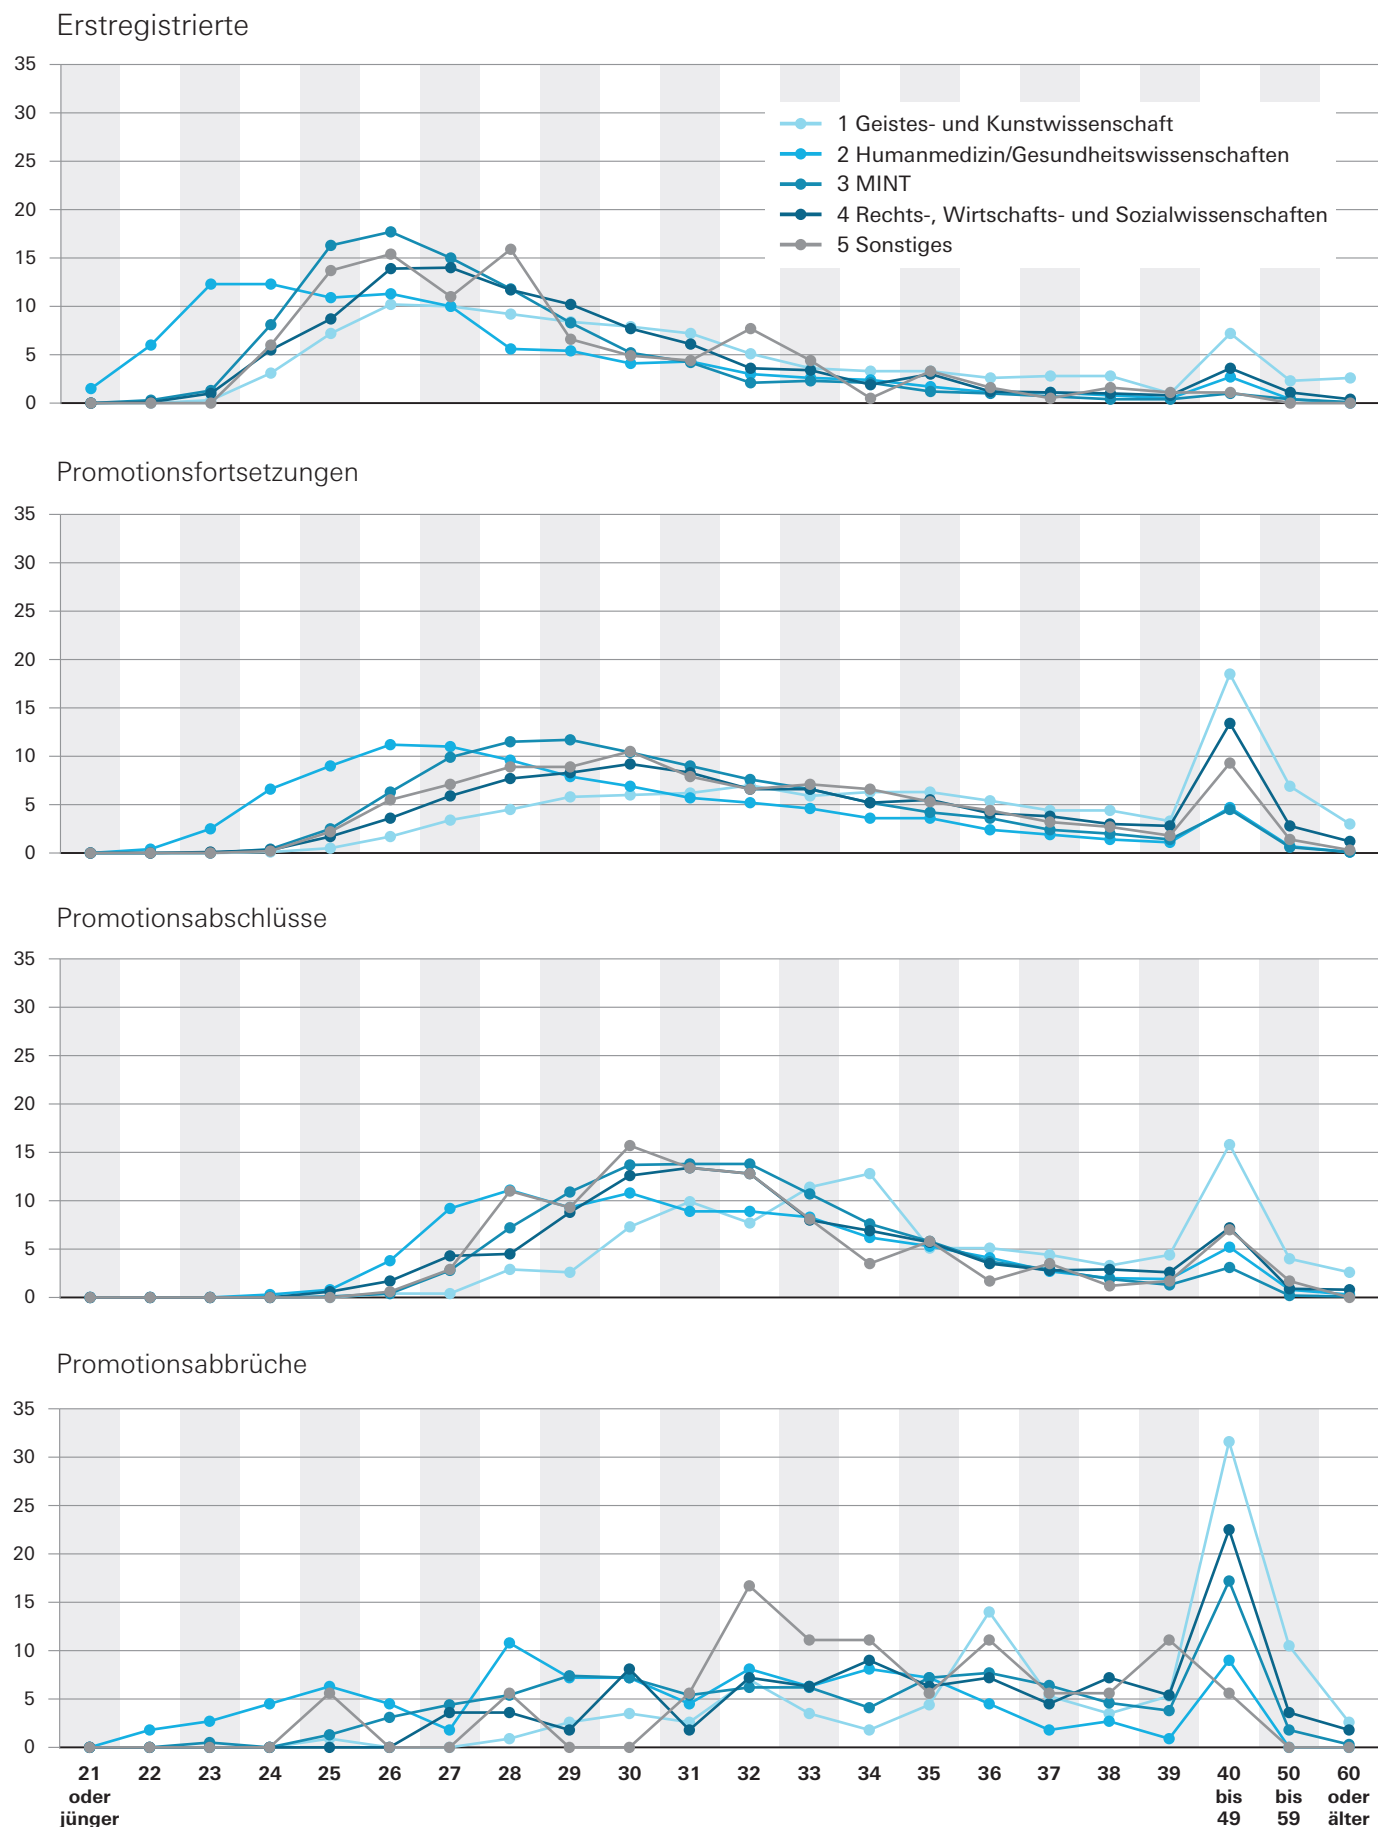 Erstregistrierte
35
30
25
20
15
10
5
0
1 Geistes- und Kunstwissenschaft
2 Humanmedizin/Gesundheitswissenschaften
3 MINT
4 Rechts-, Wirtschafts- und Sozialwissenschaften
5 Sonstiges
Promotionsfortsetzungen
35
30
25
20
15
10
5
0
Promotionsabschlüsse
35
30
25
20
15
10
5
0
Promotionsabbrüche
35
30
25
20
15
10
5
0
21 22 23 24 25 26 27 28 29 30 31 32 33 34 35 36 37 38 39 40 50 60
oder bis bis oder
jünger 49 59 älter